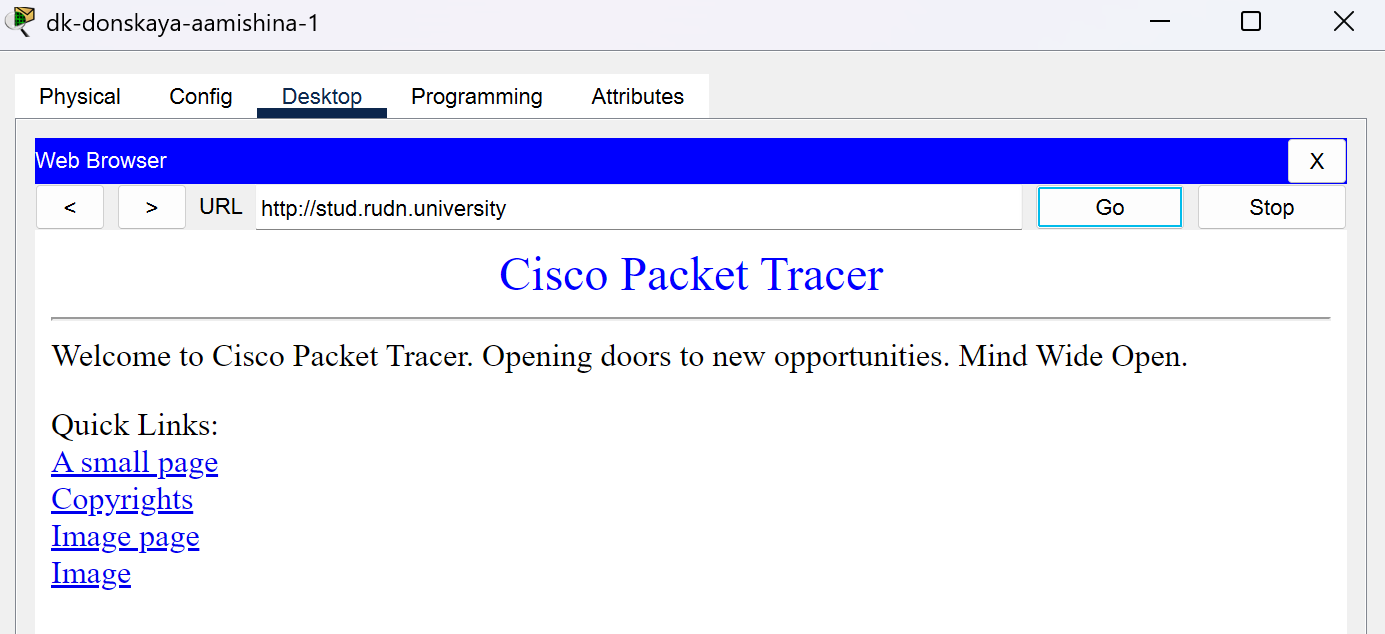 dk-donskaya-aamishina-1
Physical Config Desktop Programming Attributes
Web Browser X
< > URL http://stud.rudn.university Go Stop
Cisco Packet Tracer
Welcome to Cisco Packet Tracer. Opening doors to new opportunities. Mind Wide Open.
Quick Links:
A small page
Copyrights
Image page
Image